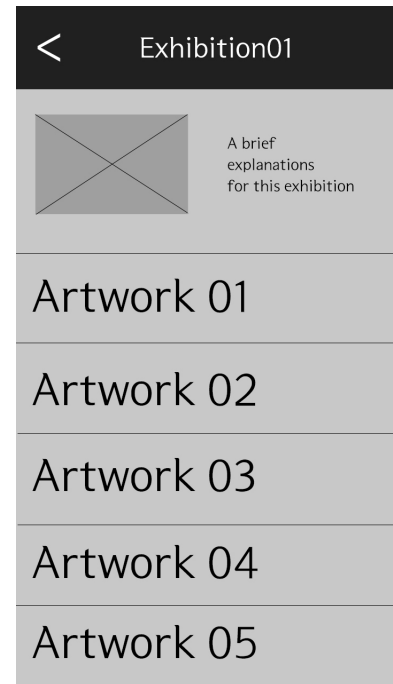 < Exhibition01
A brief
explanations
for this exhibition
Artwork 01
Artwork 02
Artwork 03
Artwork 04
Artwork 05